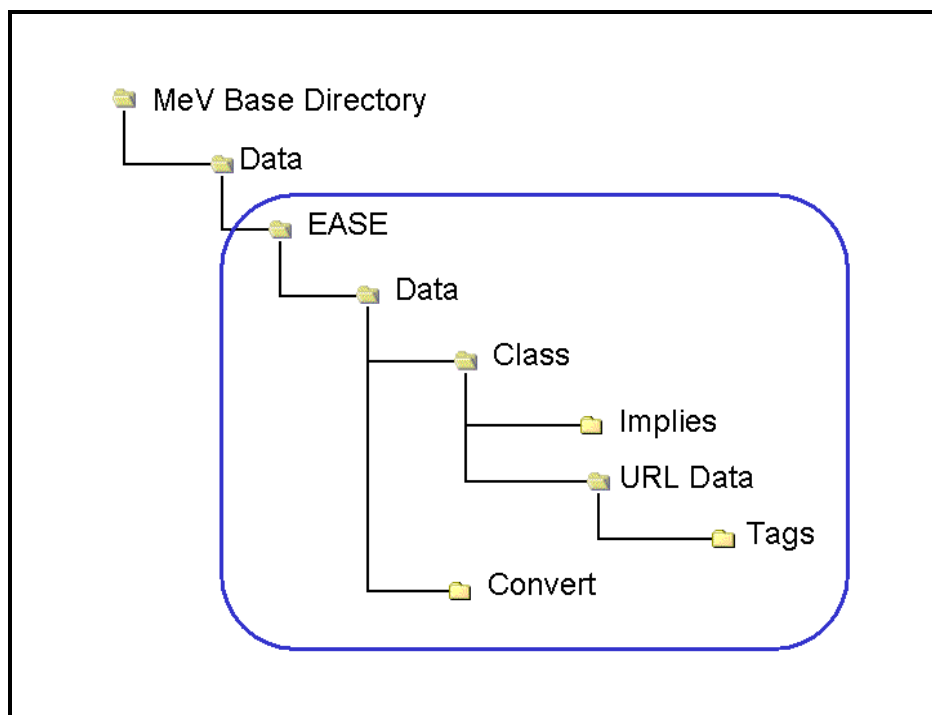 MeV Base Directory
Data
EASE
Data
Class
Implies
URL Data
Tags
Convert